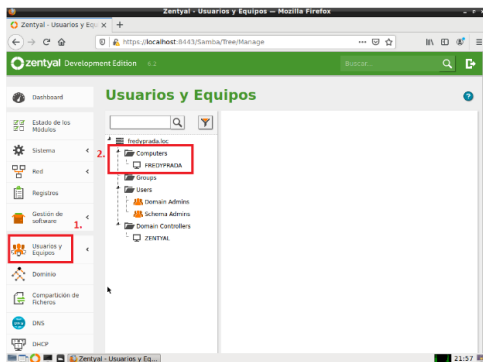 Zentyal - Usuarios y Equipos — Mozilla Firefox
Zentyal - Usuarios y Equ
https://localhost:8443/Samba/Tree/Manage
zentyal Development Edition 6.2
Buscar...
Usuarios y Equipos
Dashboard
Estado de los
Módulos
Sistema
Red
Registros
Gestión de
software
1.
Usuarios y
Equipos
Dominio
Compartición de
Ficheros
DNS
DHCP
fredyprada.loc
2.
Computers
FREDYPRADA
Groups
Users
Domain Admins
Schema Admins
Domain Controllers
ZENTYAL
Zentyal - Usuarios y Eq...
21:57